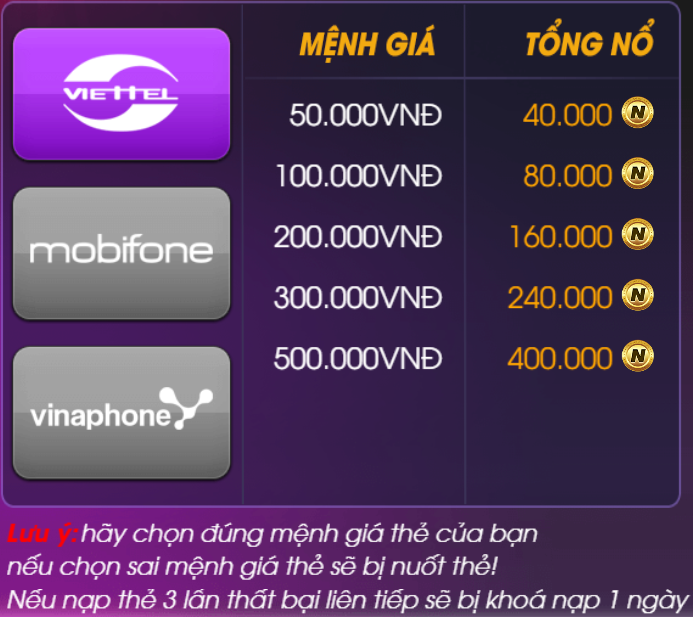 VIETTEL
mobifone
vinaphone
MỆNH GIÁ TỔNG NỔ
50.000VNĐ 40.000 N
100.000VNĐ 80.000 N
200.000VNĐ 160.000 N
300.000VNĐ 240.000 N
500.000VNĐ 400.000 N
Lưu ý: hãy chọn đúng mệnh giá thẻ của bạn
nếu chọn sai mệnh giá thẻ sẽ bị nuốt thẻ!
Nếu nạp thẻ 3 lần thất bại liên tiếp sẽ bị khoá nạp 1 ngày